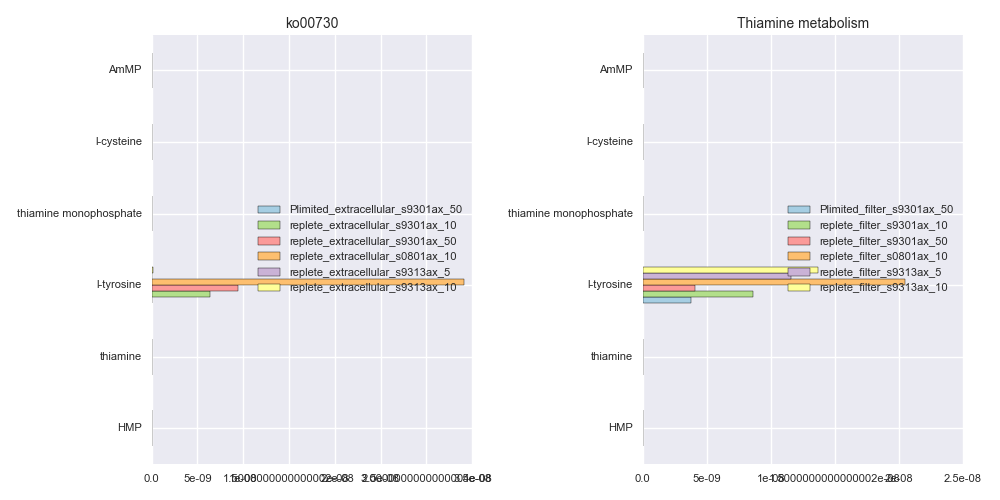 ko00730
AmMP
l-cysteine
thiamine monophosphate
l-tyrosine
thiamine
HMP
Plimited_extracellular_s9301ax_50
replete_extracellular_s9301ax_10
replete_extracellular_s9301ax_50
replete_extracellular_s0801ax_10
replete_extracellular_s9313ax_5
replete_extracellular_s9313ax_10
0.0 5e-09
Thiamine metabolism
AmMP
l-cysteine
thiamine monophosphate
l-tyrosine
thiamine
HMP
Plimited_filter_s9301ax_50
replete_filter_s9301ax_10
replete_filter_s9301ax_50
replete_filter_s0801ax_10
replete_filter_s9313ax_5
replete_filter_s9313ax_10
0.0 5e-09 2.5e-08